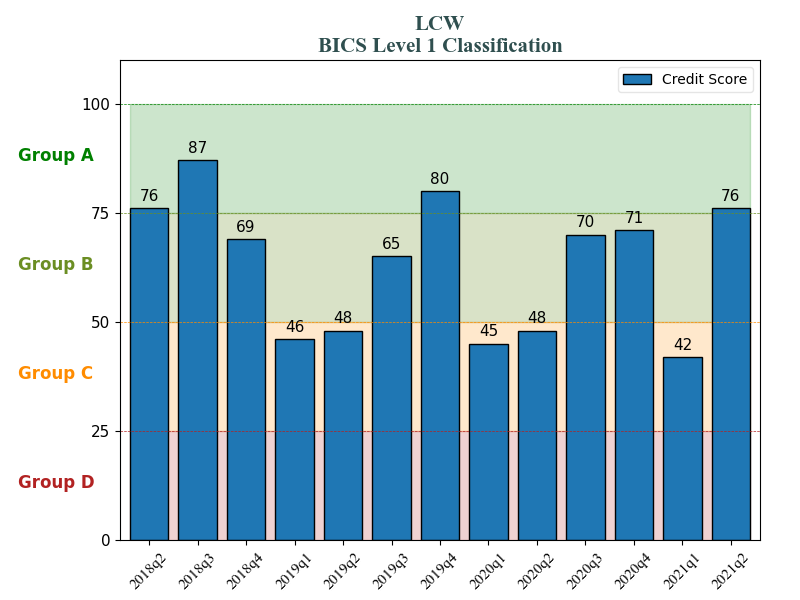 LCW
BICS Level 1 Classification
Credit Score
100
75
50
25
0
Group A
Group B
Group C
Group D
76
87
69
46
48
65
80
45
48
70
71
42
76
2018q2
2018q3
2018q4
2019q1
2019q2
2019q3
2019q4
2020q1
2020q2
2020q3
2020q4
2021q1
2021q2